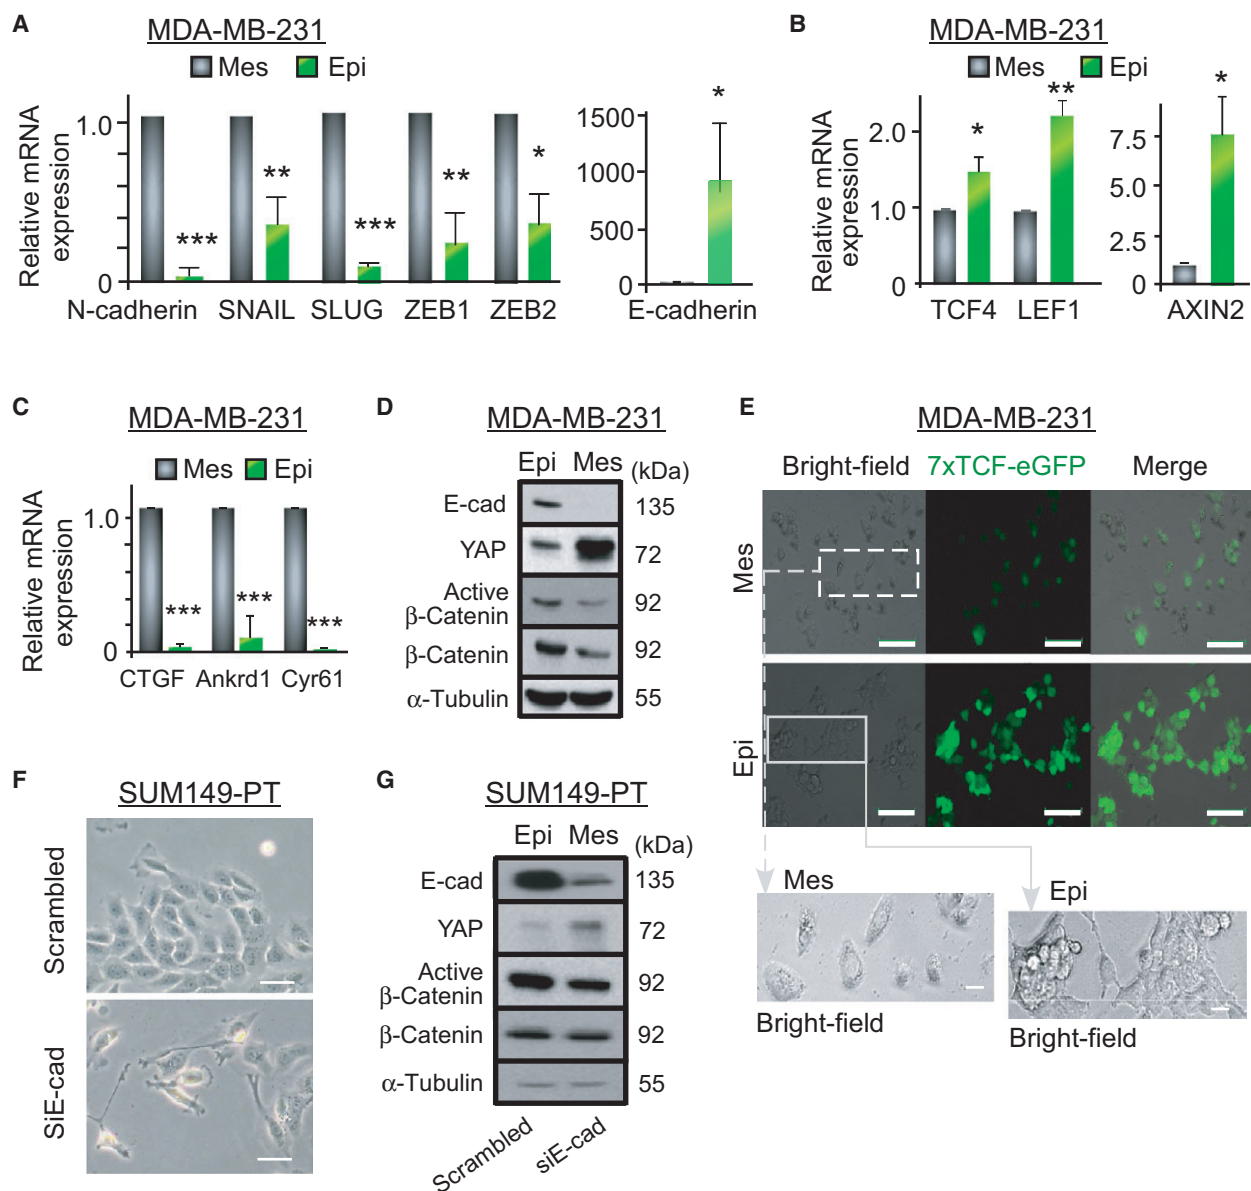 A
MDA-MB-231
Mes Epi
Relative mRNA
expression
1.0
0
*** ** *** ** *
N-cadherin SNAIL SLUG ZEB1 ZEB2
1500
1000
500
0
*
E-cadherin
B
MDA-MB-231
Mes Epi
Relative mRNA
expression
2.0
1.0
0
* **
TCF4 LEF1
7.5
5.0
2.5
0
*
AXIN2
C
MDA-MB-231
Mes Epi
Relative mRNA
expression
1.0
0
*** *** ***
CTGF Ankrd1 Cyr61
D
MDA-MB-231
Epi Mes (kDa)
E-cad 135
YAP 72
Active
β-Catenin 92
β-Catenin 92
α-Tubulin 55
E
MDA-MB-231
Bright-field 7xTCF-eGFP Merge
Mes
Epi
Mes
Bright-field
Epi
Bright-field
F
SUM149-PT
Scrambled
SiE-cad
G
SUM149-PT
Epi Mes (kDa)
E-cad 135
YAP 72
Active
β-Catenin 92
β-Catenin 92
α-Tubulin 55
Scrambled siE-cad